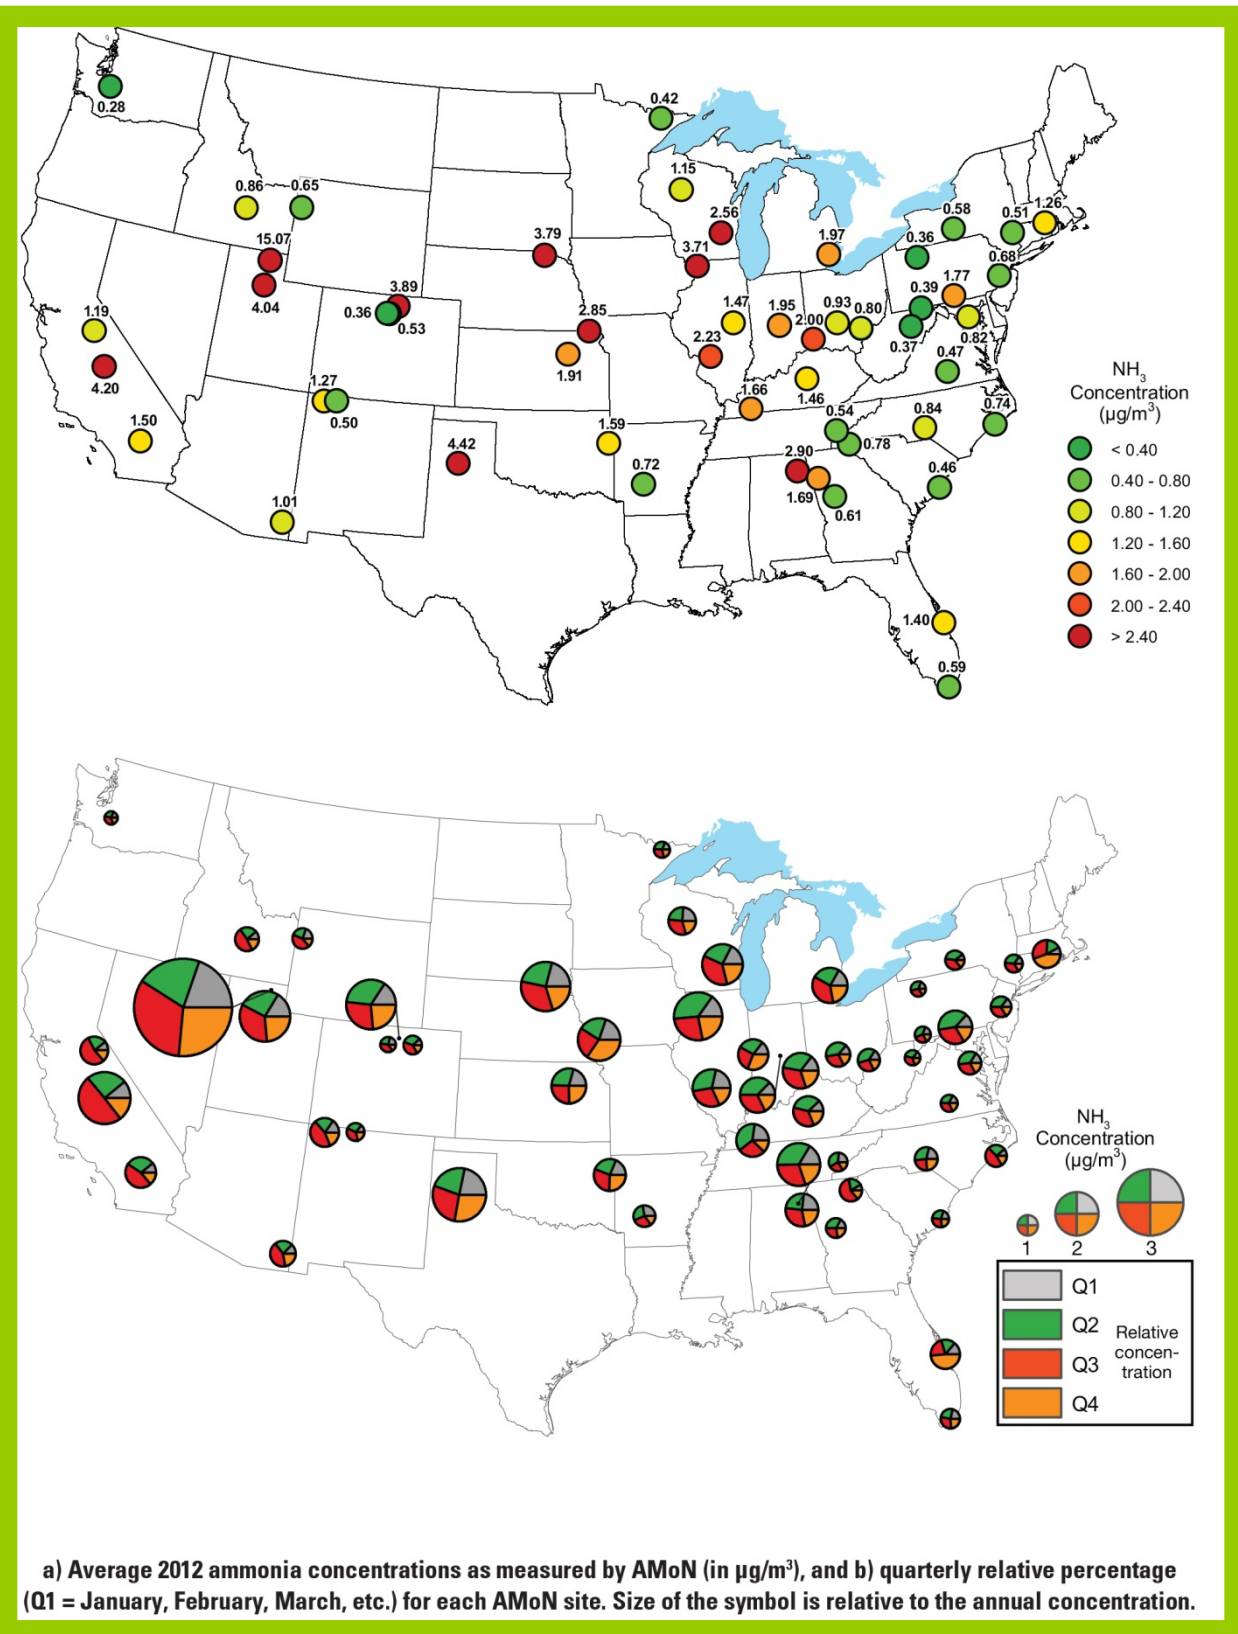 0.28
0.42
1.15
0.86
0.65
2.56
0.58
0.51
1.26
15.07
3.79
3.71
1.97
0.36
0.68
4.04
3.89
0.36
0.53
1.19
2.85
1.47
1.95
0.93
0.80
0.39
1.77
2.00
0.37
0.82
4.20
1.91
2.23
0.47
1.27
0.50
1.46
1.66
1.50
1.59
0.54
0.84
0.74
4.42
0.72
2.90
0.78
1.69
0.61
0.46
1.01
1.40
0.59
NH₃
Concentration
(µg/m³)
< 0.40
0.40 - 0.80
0.80 - 1.20
1.20 - 1.60
1.60 - 2.00
2.00 - 2.40
> 2.40
NH₃
Concentration
(µg/m³)
1 2 3
Q1
Q2
Q3
Q4
Relative
concen-
tration
a) Average 2012 ammonia concentrations as measured by AMoN (in µg/m³), and b) quarterly relative percentage
(Q1 = January, February, March, etc.) for each AMoN site. Size of the symbol is relative to the annual concentration.